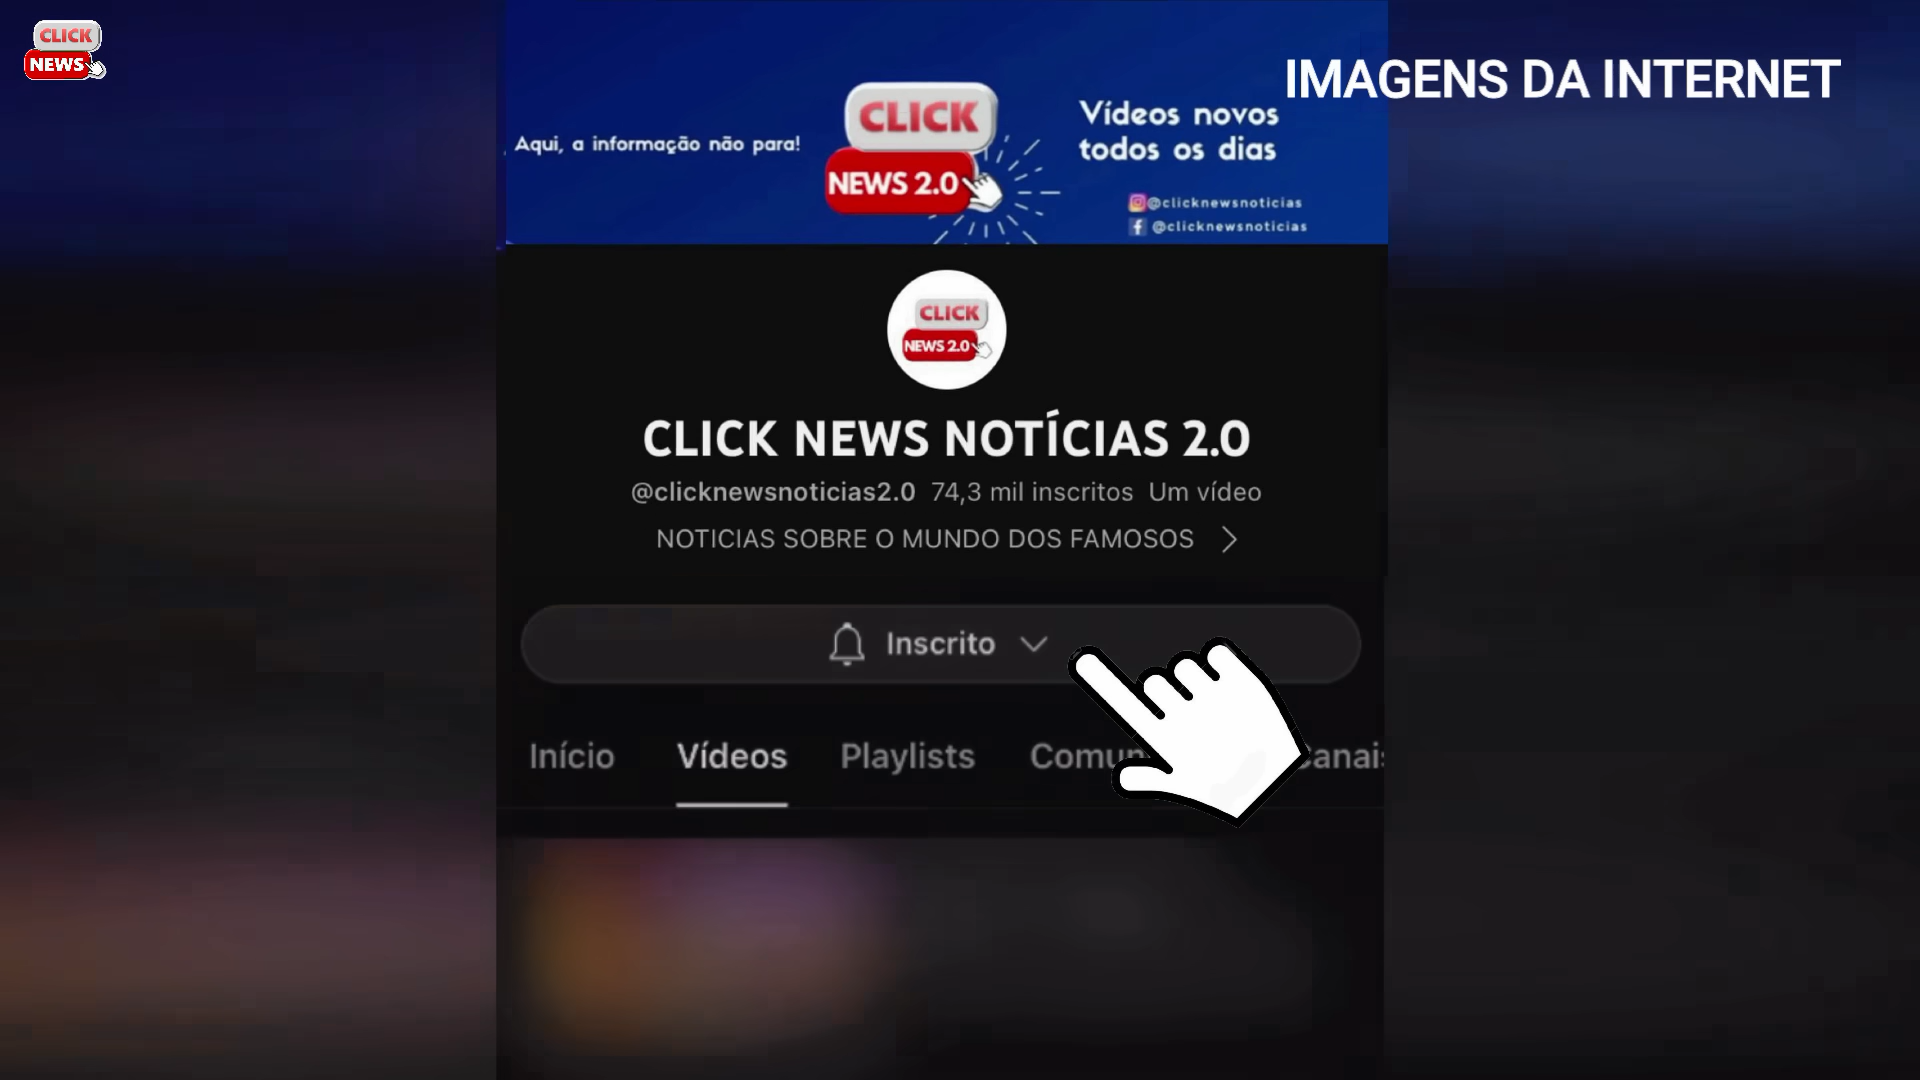 CLICK
NEWS
IMAGENS DA INTERNET
Aqui, a informação não para!
CLICK
NEWS 2.0
Vídeos novos
todos os dias
@clicknewsnoticias
@clicknewsnoticias
CLICK
NEWS 2.0
CLICK NEWS NOTÍCIAS 2.0
@clicknewsnoticias2.0 74,3 mil inscritos Um vídeo
NOTICIAS SOBRE O MUNDO DOS FAMOSOS
Inscrito
Início Vídeos Playlists